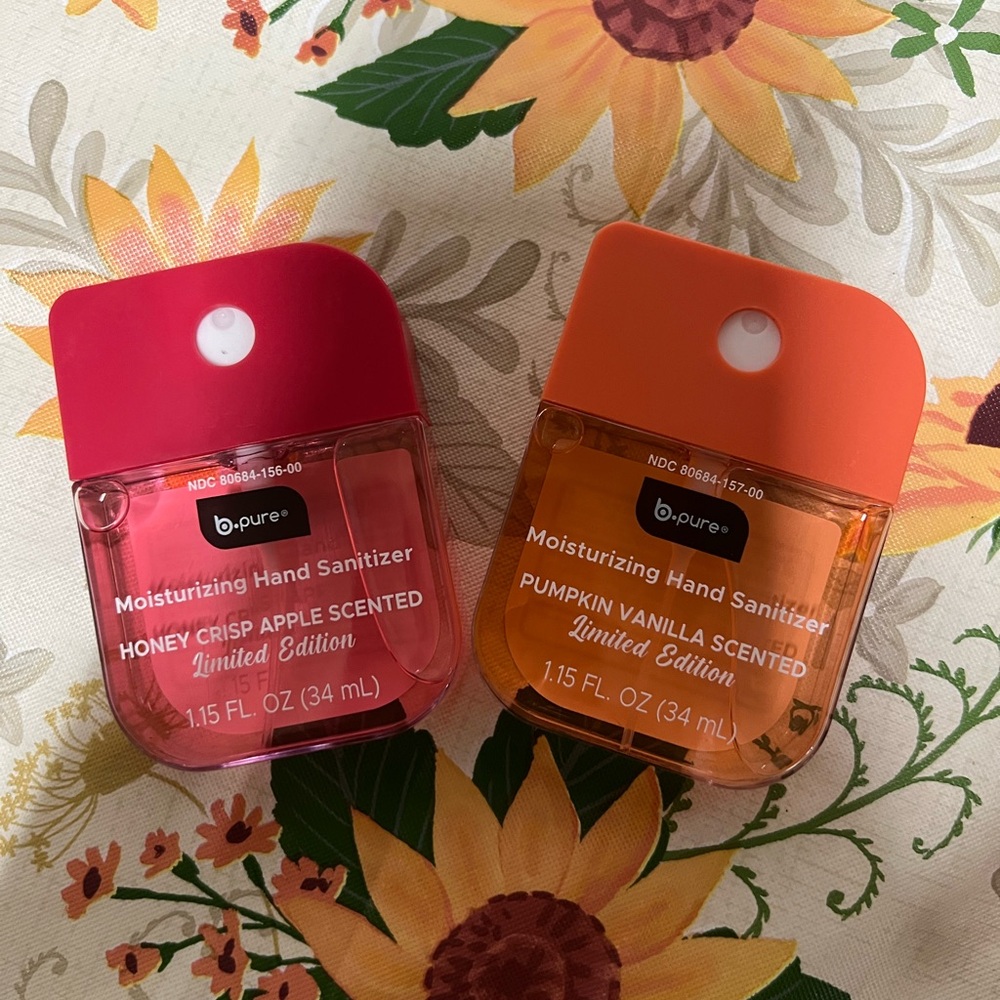 NDC 80684-156-00
b.pure®
Moisturizing Hand Sanitizer
HONEY CRISP APPLE SCENTED
Limited Edition
1.15 FL. OZ (34 mL)
NDC 80684-157-00
b.pure®
Moisturizing Hand Sanitizer
PUMPKIN VANILLA SCENTED
Limited Edition
1.15 FL. OZ (34 mL)